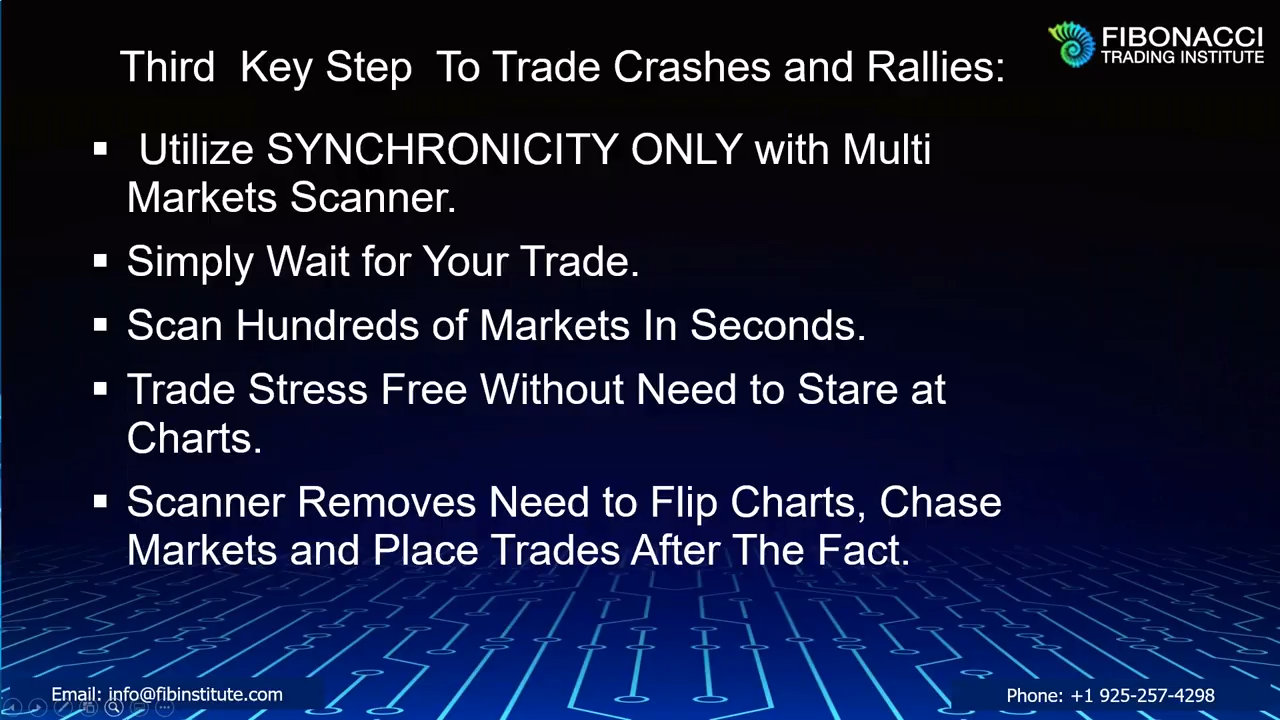 FIBONACCI
TRADING INSTITUTE
Third Key Step To Trade Crashes and Rallies:
▪ Utilize SYNCHRONICITY ONLY with Multi
Markets Scanner.
▪ Simply Wait for Your Trade.
▪ Scan Hundreds of Markets In Seconds.
▪ Trade Stress Free Without Need to Stare at
Charts.
▪ Scanner Removes Need to Flip Charts, Chase
Markets and Place Trades After The Fact.
Email: info@fibinstitute.com
Phone: +1 925-257-4298